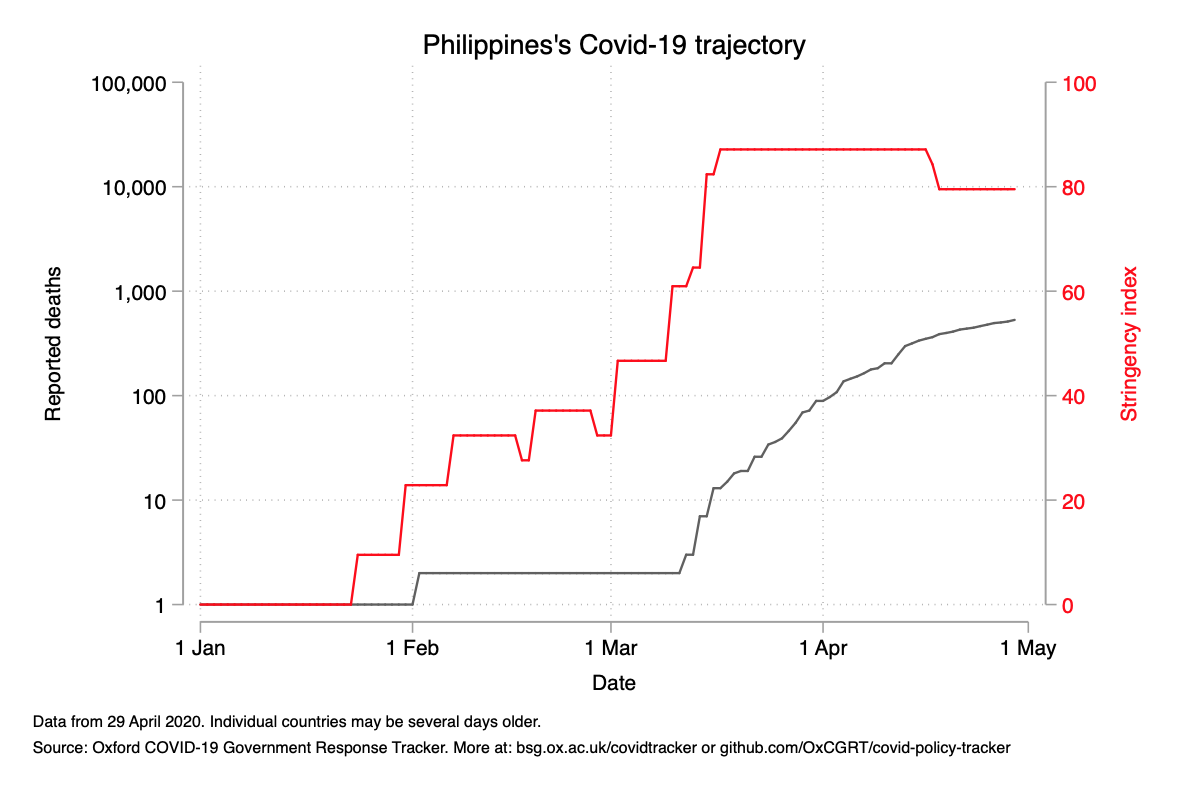 Philippines's Covid-19 trajectory
100,000
10,000
1,000
100
10
1
Reported deaths
100
80
60
40
20
0
Stringency index
1 Jan
1 Feb
1 Mar
1 Apr
1 May
Date
Data from 29 April 2020. Individual countries may be several days older.
Source: Oxford COVID-19 Government Response Tracker. More at: bsg.ox.ac.uk/covidtracker or github.com/OxCGRT/covid-policy-tracker